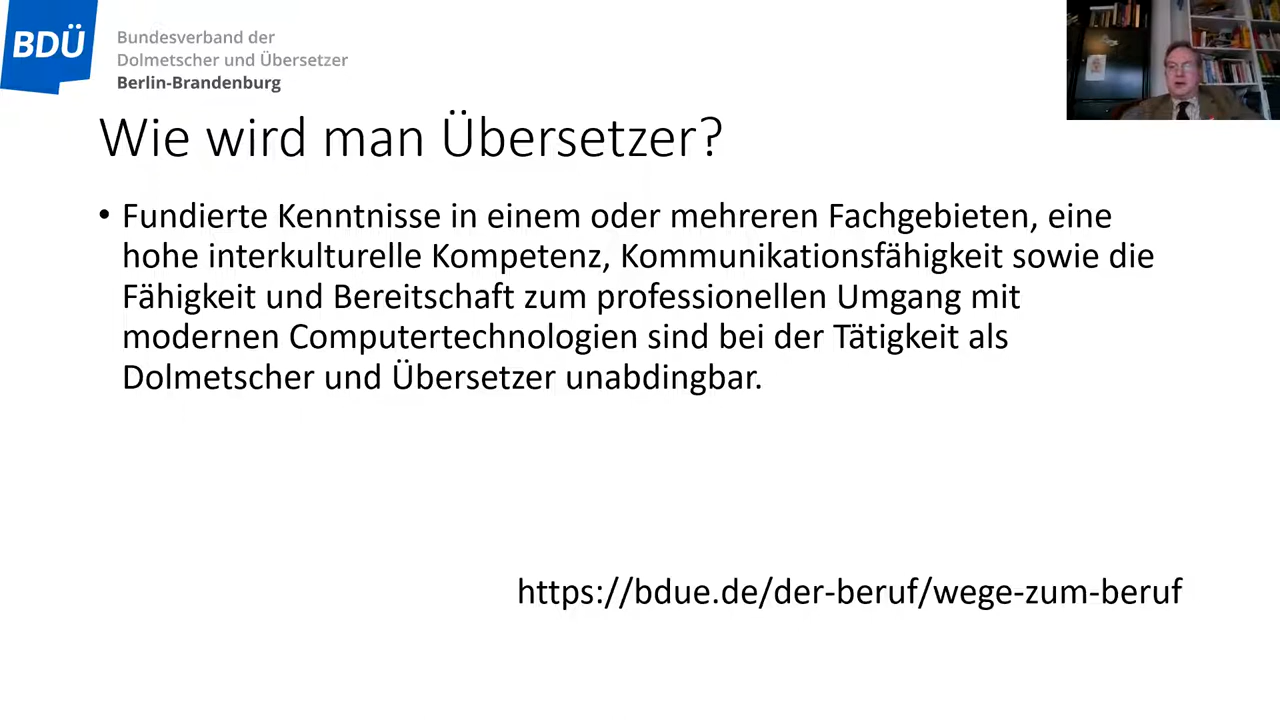 BDÜ
Bundesverband der
Dolmetscher und Übersetzer
Berlin-Brandenburg
Wie wird man Übersetzer?
• Fundierte Kenntnisse in einem oder mehreren Fachgebieten, eine
hohe interkulturelle Kompetenz, Kommunikationsfähigkeit sowie die
Fähigkeit und Bereitschaft zum professionellen Umgang mit
modernen Computertechnologien sind bei der Tätigkeit als
Dolmetscher und Übersetzer unabdingbar.
https://bdue.de/der-beruf/wege-zum-beruf